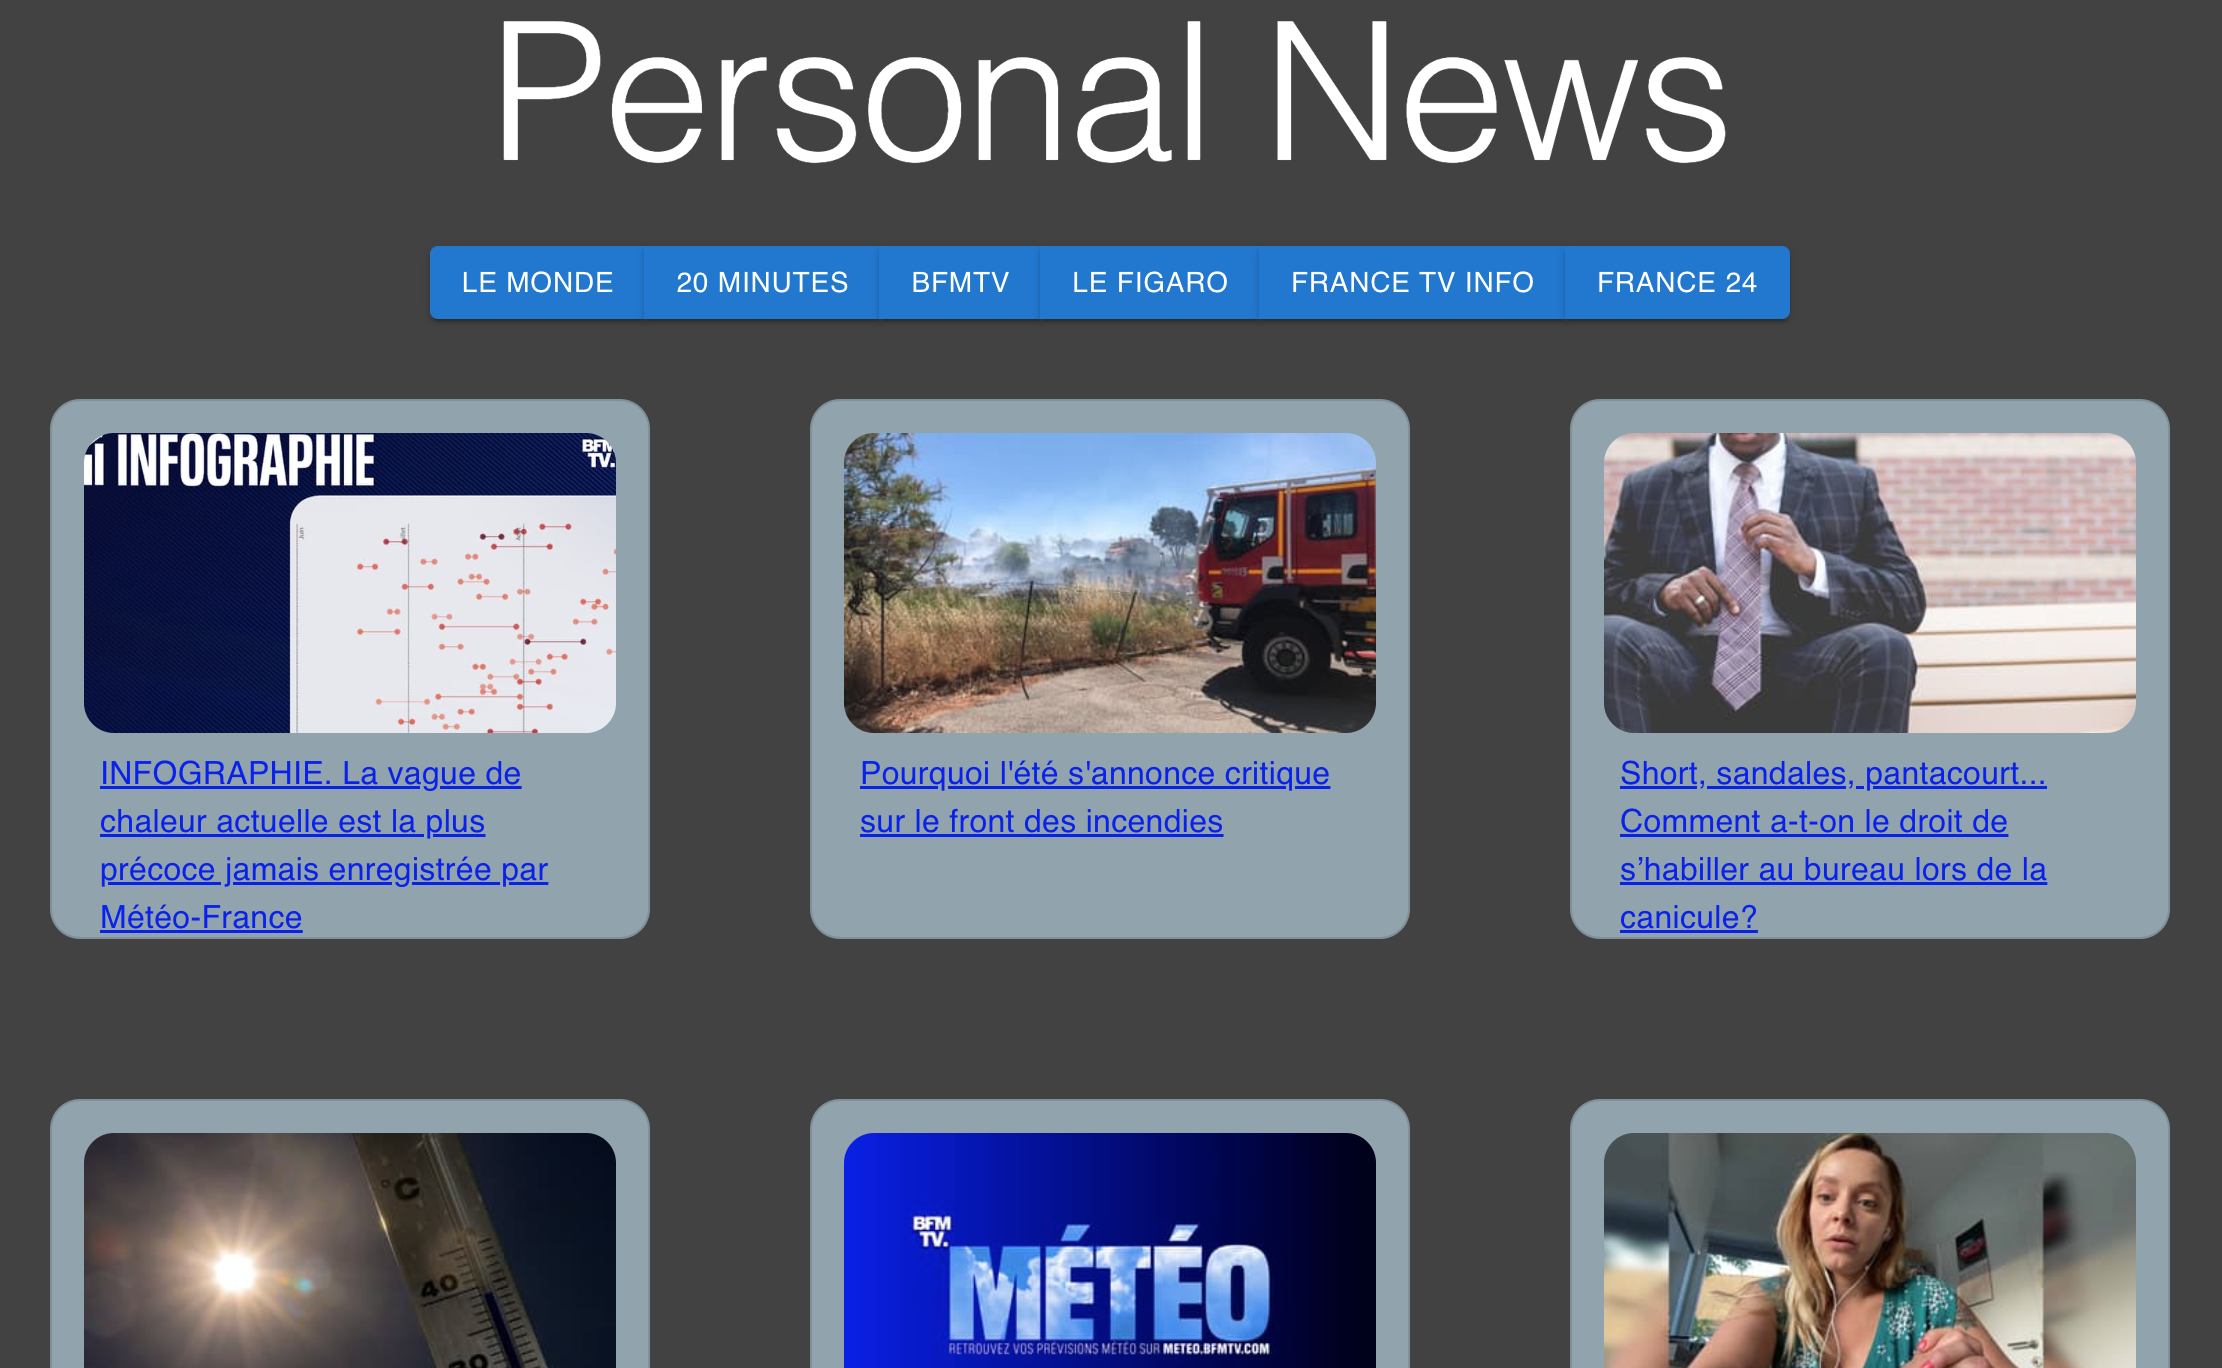 Personal News
LE MONDE
20 MINUTES
BFMTV
LE FIGARO
FRANCE TV INFO
FRANCE 24
INFOGRAPHIE
BFM
TV.
Juin
INFOGRAPHIE. La vague de
chaleur actuelle est la plus
précoce jamais enregistrée par
Météo-France
Pourquoi l'été s'annonce critique
sur le front des incendies
Short, sandales, pantacourt...
Comment a-t-on le droit de
s’habiller au bureau lors de la
canicule?
°C
40
30
BFM
TV.
MÉTÉO
RETROUVEZ VOS PRÉVISIONS MÉTÉO SUR METEO.BFMTV.COM